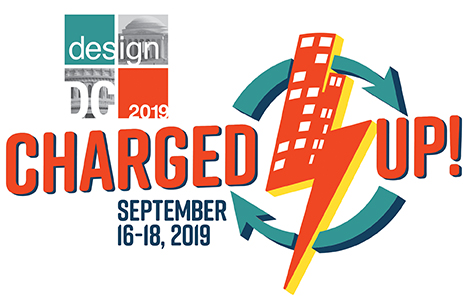 design
DC 2019
CHARGED UP!
SEPTEMBER
16-18, 2019